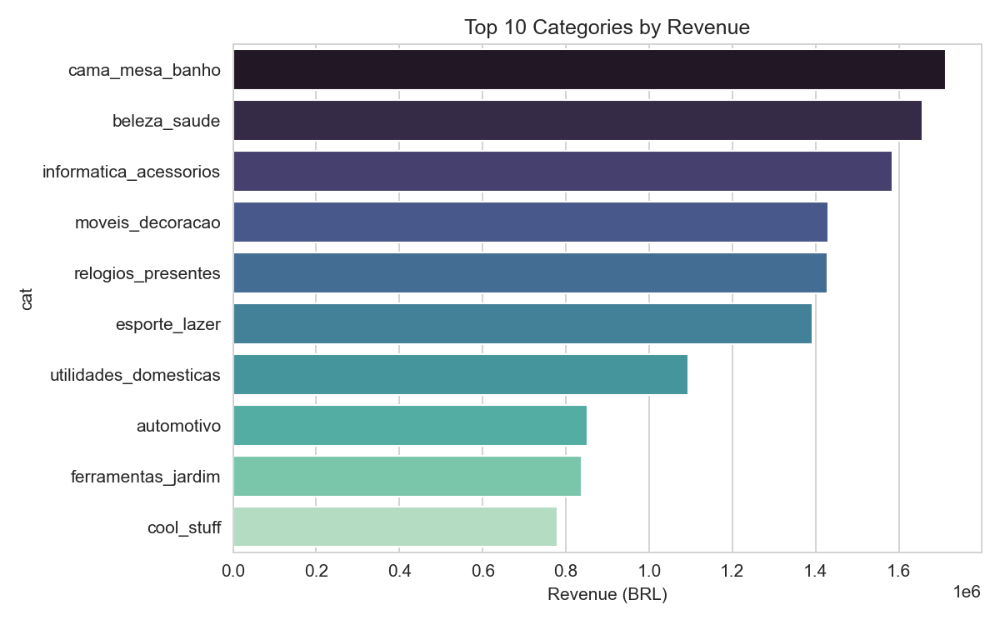 Top 10 Categories by Revenue
cama_mesa_banho
beleza_saude
informatica_acessorios
moveis_decoracao
relogios_presentes
esporte_lazer
utilidades_domesticas
automotivo
ferramentas_jardim
cool_stuff
cat
0.0 0.2 0.4 0.6 0.8 1.0 1.2 1.4 1.6
1e6
Revenue (BRL)